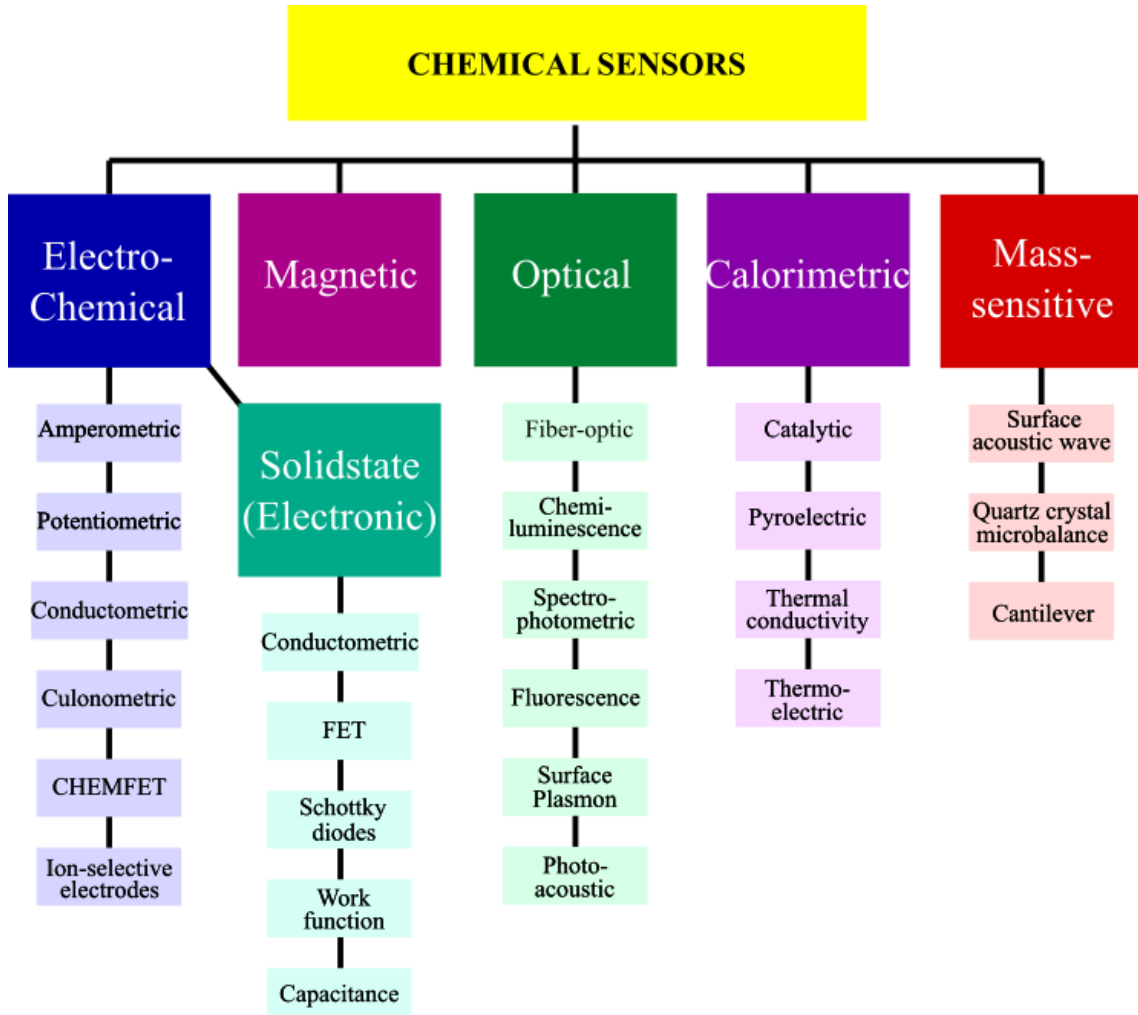 CHEMICAL SENSORS
Electro-
Chemical
Magnetic
Optical
Calorimetric
Mass-
sensitive
Amperometric
Potentiometric
Conductometric
Culonometric
CHEMFET
Ion-selective
electrodes
Solidstate
(Electronic)
Conductometric
FET
Schottky
diodes
Work
function
Capacitance
Fiber-optic
Chemi-
luminescence
Spectro-
photometric
Fluorescence
Surface
Plasmon
Photo-
acoustic
Catalytic
Pyroelectric
Thermal
conductivity
Thermo-
electric
Surface
acoustic wave
Quartz crystal
microbalance
Cantilever